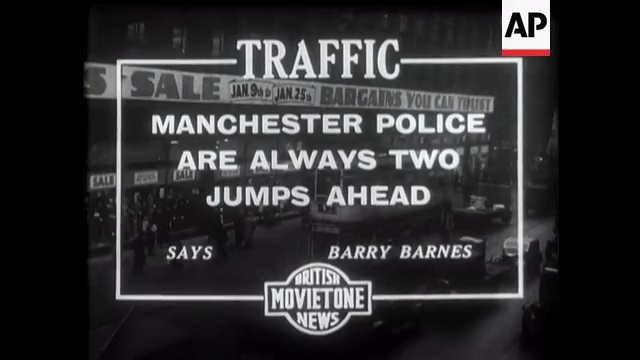 AP
TRAFFIC
S SALE JAN. 9th TO JAN. 25th BARGAINS YOU CAN TRUST
MANCHESTER POLICE
ARE ALWAYS TWO
SALE SALE
JUMPS AHEAD
SAYS BARRY BARNES
BRITISH
MOVIETONE
NEWS